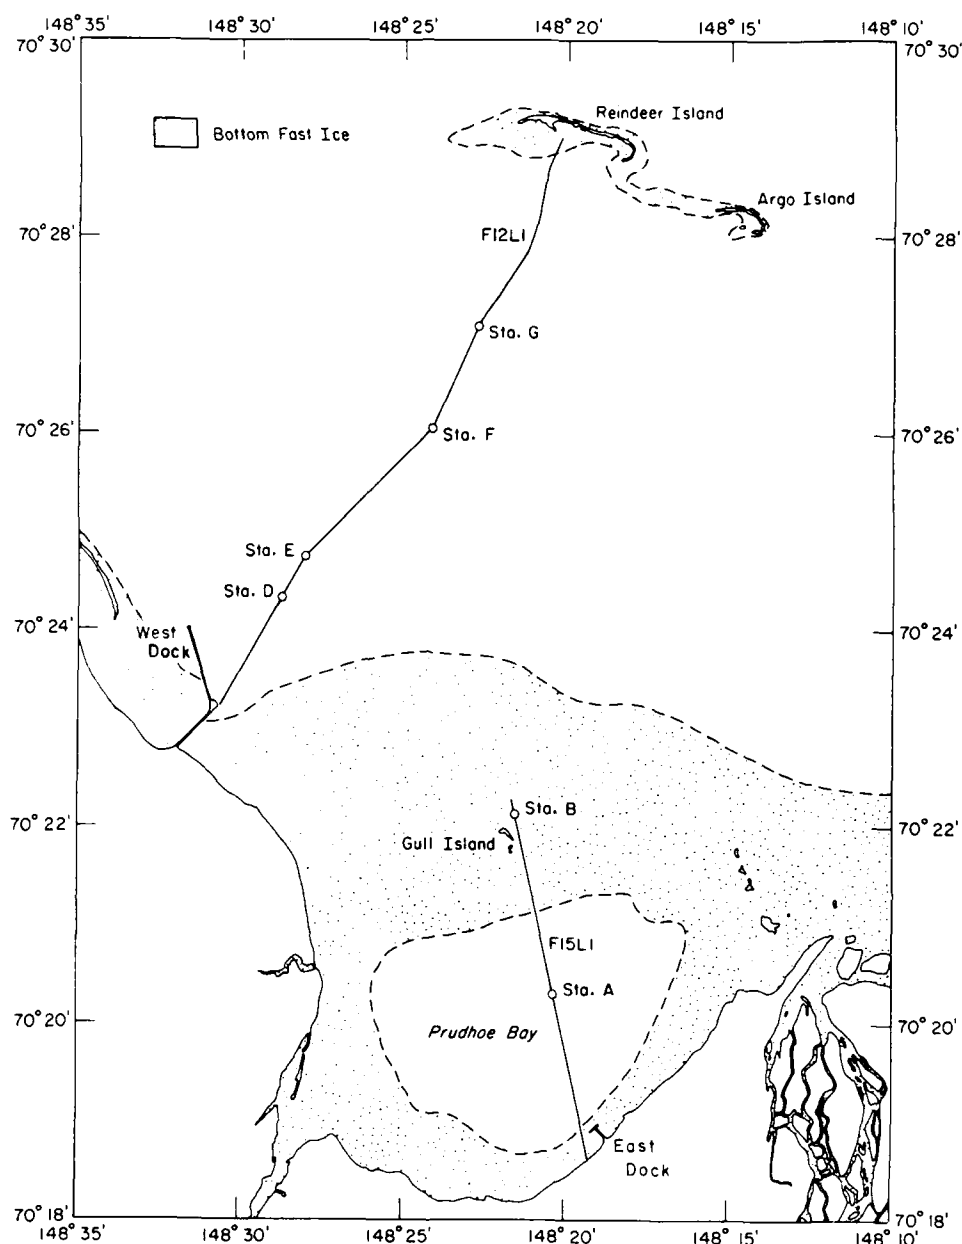 148° 35' 148° 30' 148° 25' 148° 20' 148° 15' 148° 10'
70° 30' 70° 30'
Reindeer Island
Bottom Fast Ice
Argo Island
F12L1
70° 28' 70° 28'
Sta. G
70° 26' 70° 26'
Sta. F
Sta. E
Sta. D
70° 24' 70° 24'
West
Dock
Sta. B
70° 22' 70° 22'
Gull Island
F15L1
Sta. A
70° 20' 70° 20'
Prudhoe Bay
East
Dock
70° 18' 70° 18'
148° 35' 148° 30' 148° 25' 148° 20' 148° 15' 148° 10'